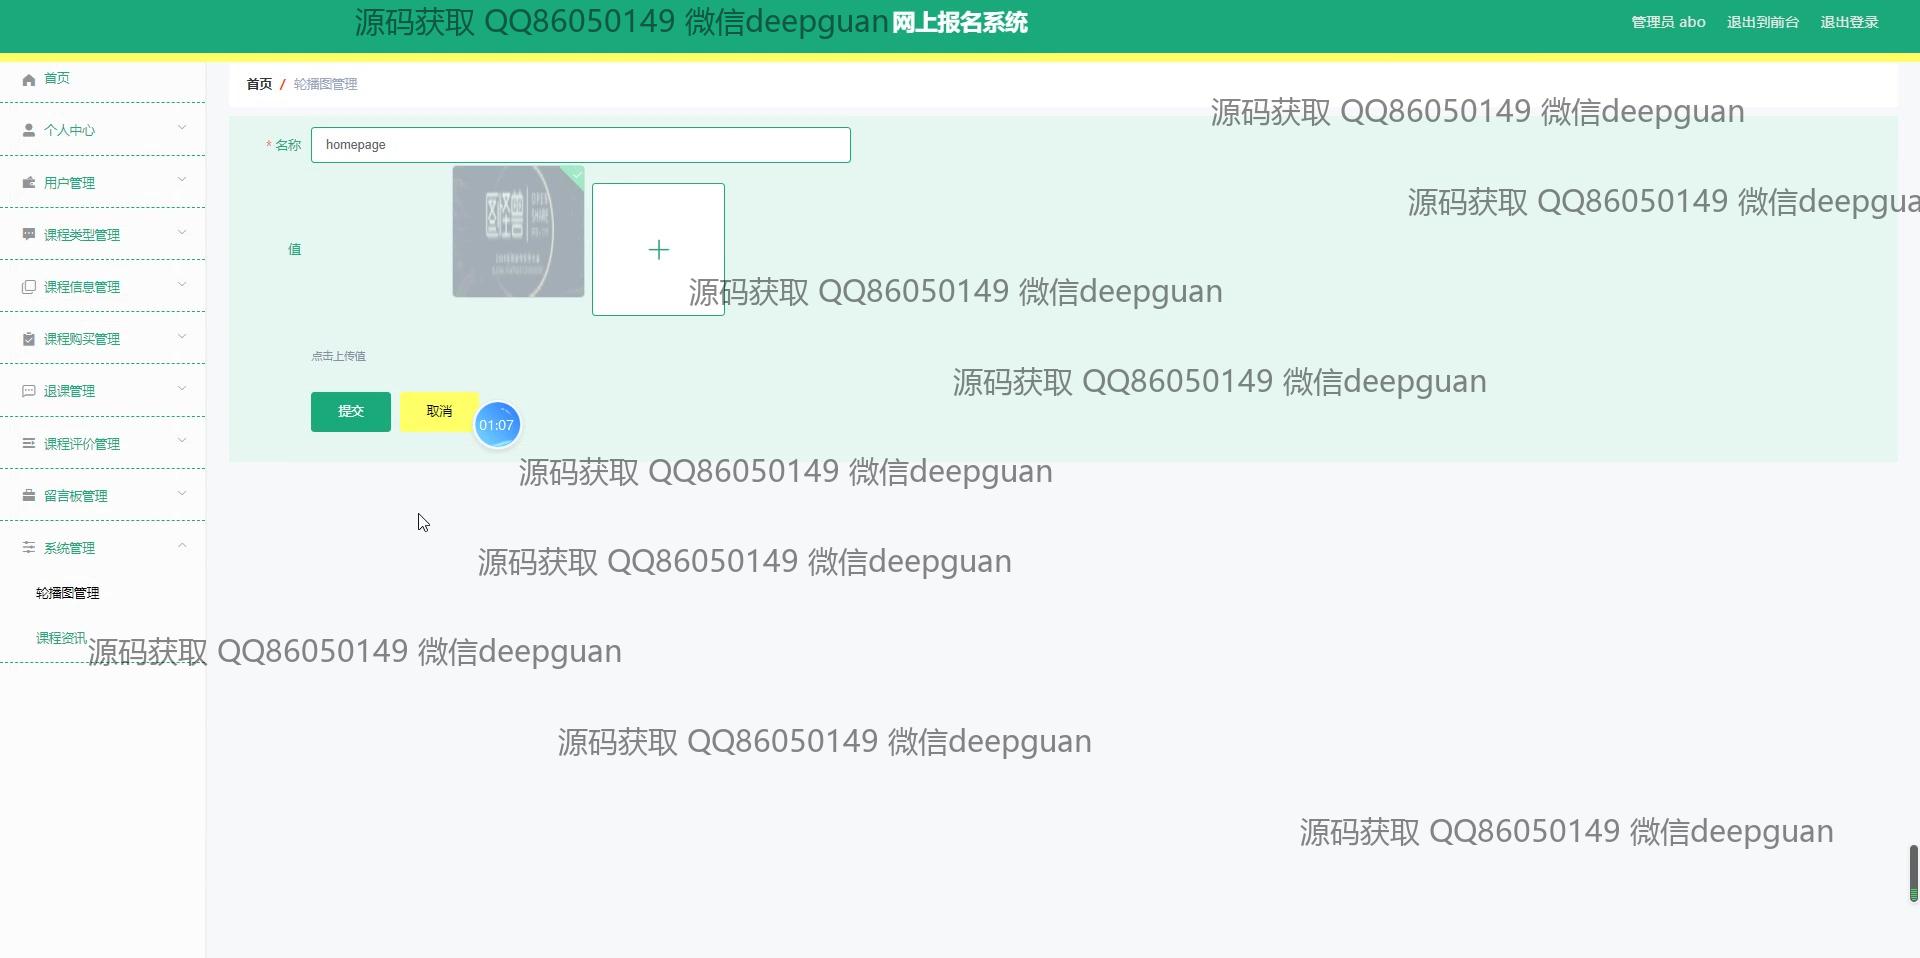 源码获取 QQ86050149 微信deepguan
网上报名系统
管理员 abo
退出到前台
退出登录
首页
个人中心
用户管理
课程类型管理
课程信息管理
课程购买管理
退课管理
课程评价管理
留言板管理
系统管理
轮播图管理
课程资讯
首页 / 轮播图管理
源码获取 QQ86050149 微信deepguan
* 名称
homepage
源码获取 QQ86050149 微信deepgua
值
图怪兽
OPEN
SHARE
源码获取 QQ86050149 微信deepguan
点击上传值
源码获取 QQ86050149 微信deepguan
提交
取消
01:07
源码获取 QQ86050149 微信deepguan
源码获取 QQ86050149 微信deepguan
源码获取 QQ86050149 微信deepguan
源码获取 QQ86050149 微信deepguan
源码获取 QQ86050149 微信deepguan